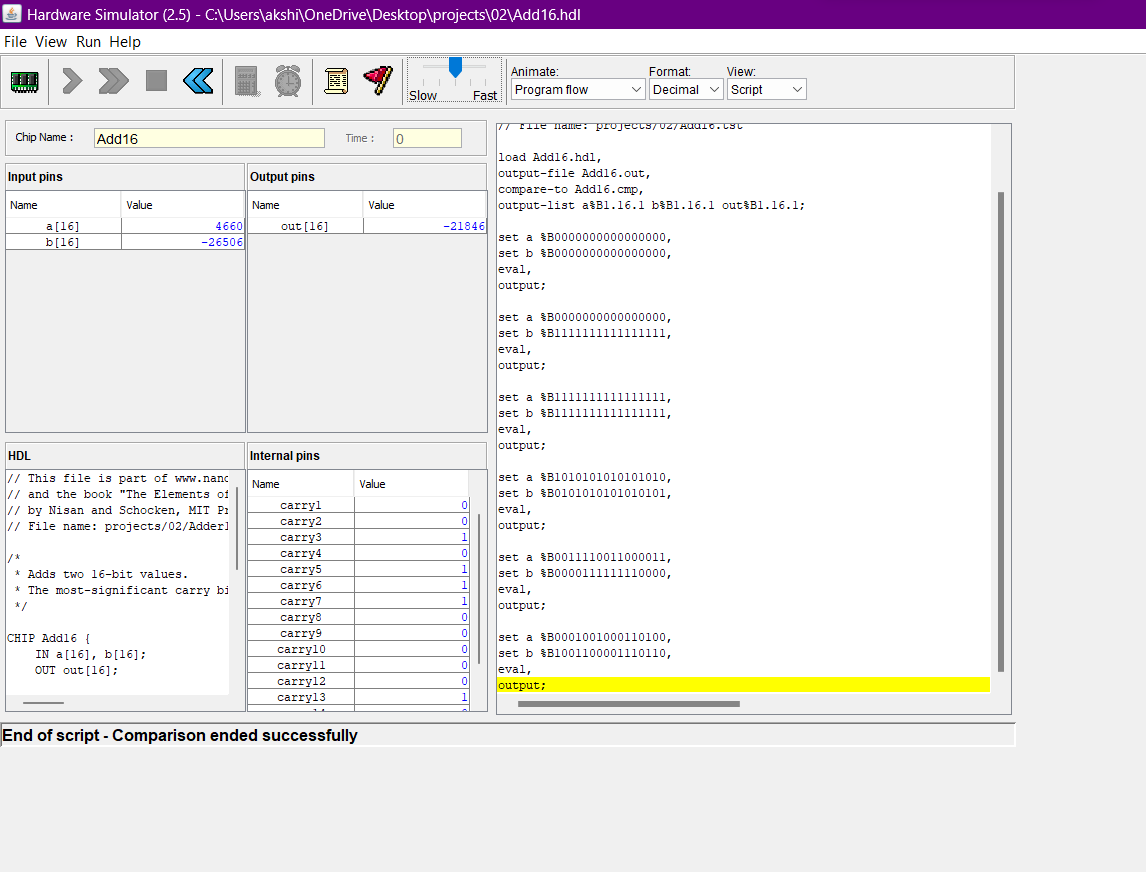 Hardware Simulator (2.5) - C:\Users\akshi\OneDrive\Desktop\projects\02\Add16.hdl
File View Run Help
Slow Fast
Animate: Format: View:
Program flow Decimal Script
Chip Name : Add16 Time : 0
Input pins
Name Value
a[16] 4660
b[16] -26506
Output pins
Name Value
out[16] -21846
HDL
// This file is part of www.nand
// and the book "The Elements of
// by Nisan and Schocken, MIT Pr
// File name: projects/02/Adder1
/*
* Adds two 16-bit values.
* The most-significant carry bi
*/
CHIP Add16 {
IN a[16], b[16];
OUT out[16];
Internal pins
Name Value
carry1 0
carry2 0
carry3 1
carry4 0
carry5 1
carry6 1
carry7 1
carry8 0
carry9 0
carry10 0
carry11 0
carry12 0
carry13 1
// File name: projects/02/Add16.tst
load Add16.hdl,
output-file Add16.out,
compare-to Add16.cmp,
output-list a%B1.16.1 b%B1.16.1 out%B1.16.1;
set a %B0000000000000000,
set b %B0000000000000000,
eval,
output;
set a %B0000000000000000,
set b %B1111111111111111,
eval,
output;
set a %B1111111111111111,
set b %B1111111111111111,
eval,
output;
set a %B1010101010101010,
set b %B0101010101010101,
eval,
output;
set a %B0011110011000011,
set b %B0000111111110000,
eval,
output;
set a %B0001001000110100,
set b %B1001100001110110,
eval,
output;
End of script - Comparison ended successfully